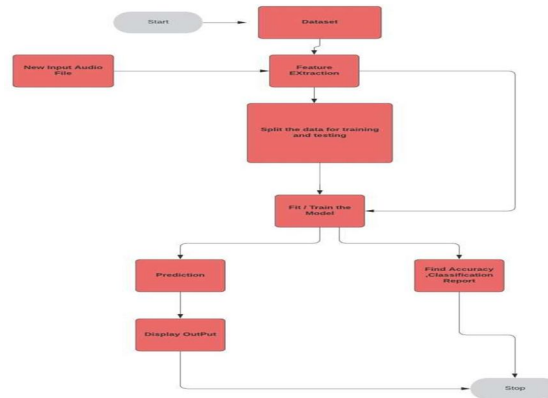 Start
Dataset
New Input Audio
File
Feature
EXtraction
Split the data for training
and testing
Fit / Train the
Model
Prediction
Find Accuracy
,Classification
Report
Display OutPut
Stop